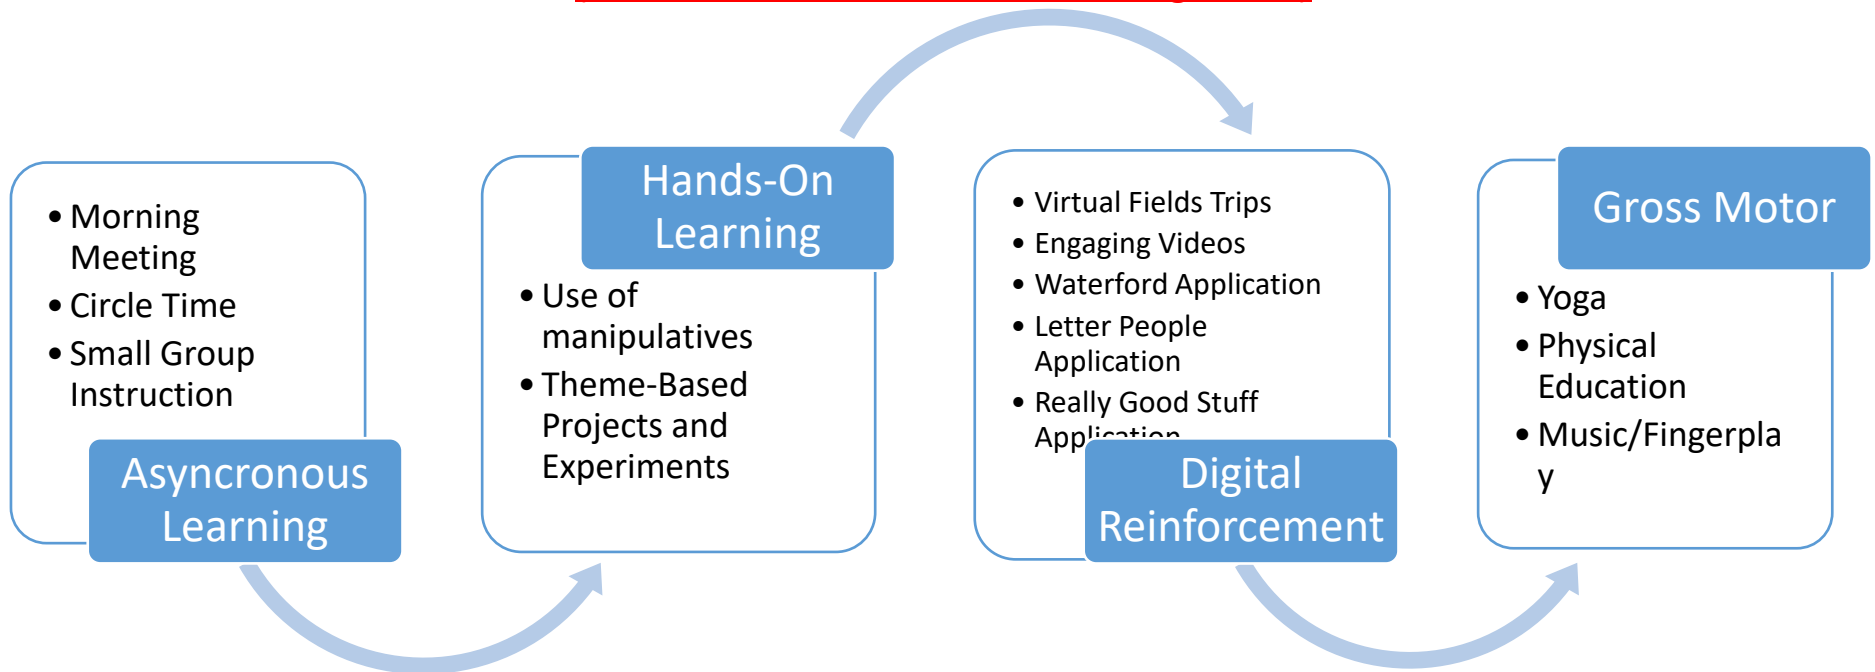 • Morning
Meeting
• Circle Time
• Small Group
Instruction
Asyncronous
Learning
Hands-On
Learning
• Use of
manipulatives
• Theme-Based
Projects and
Experiments
• Virtual Fields Trips
• Engaging Videos
• Waterford Application
• Letter People
Application
• Really Good Stuff
Application
Digital
Reinforcement
Gross Motor
• Yoga
• Physical
Education
• Music/Fingerpla
y